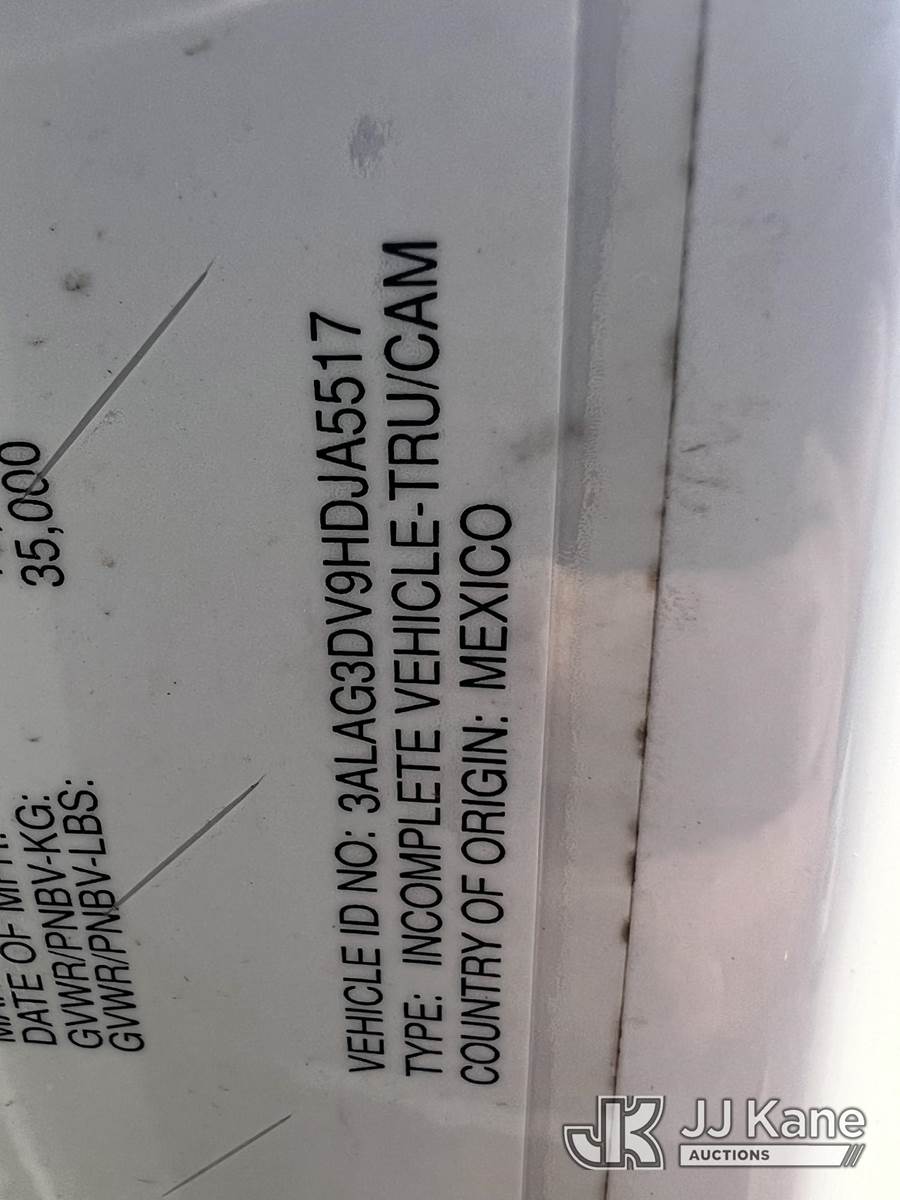 DATE OF
GVWR/PNBV-KG:
GVWR/PNBV-LBS: 35,000
VEHICLE ID NO: 3ALAG3DV9HDJA5517
TYPE: INCOMPLETE VEHICLE-TRU/CAM
COUNTRY OF ORIGIN: MEXICO
JK JJ Kane
AUCTIONS